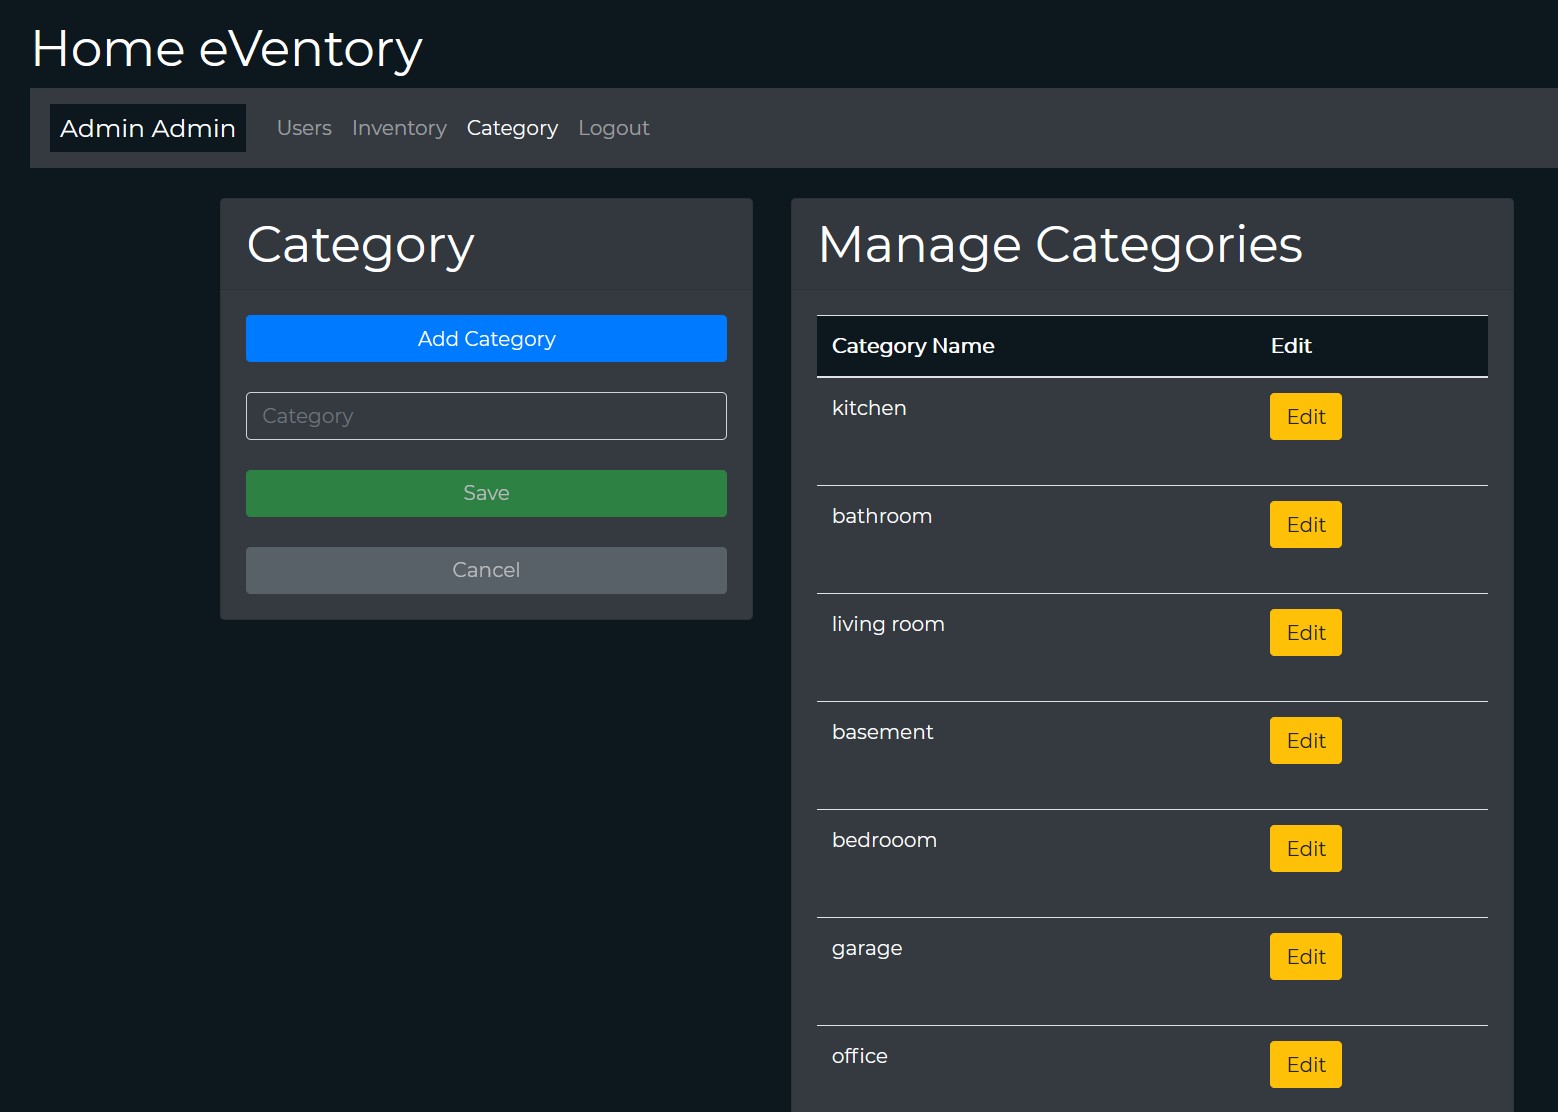 Home eVentory
Admin Admin Users Inventory Category Logout
Category
Add Category
Category
Save
Cancel
Manage Categories
Category Name Edit
kitchen Edit
bathroom Edit
living room Edit
basement Edit
bedrooom Edit
garage Edit
office Edit